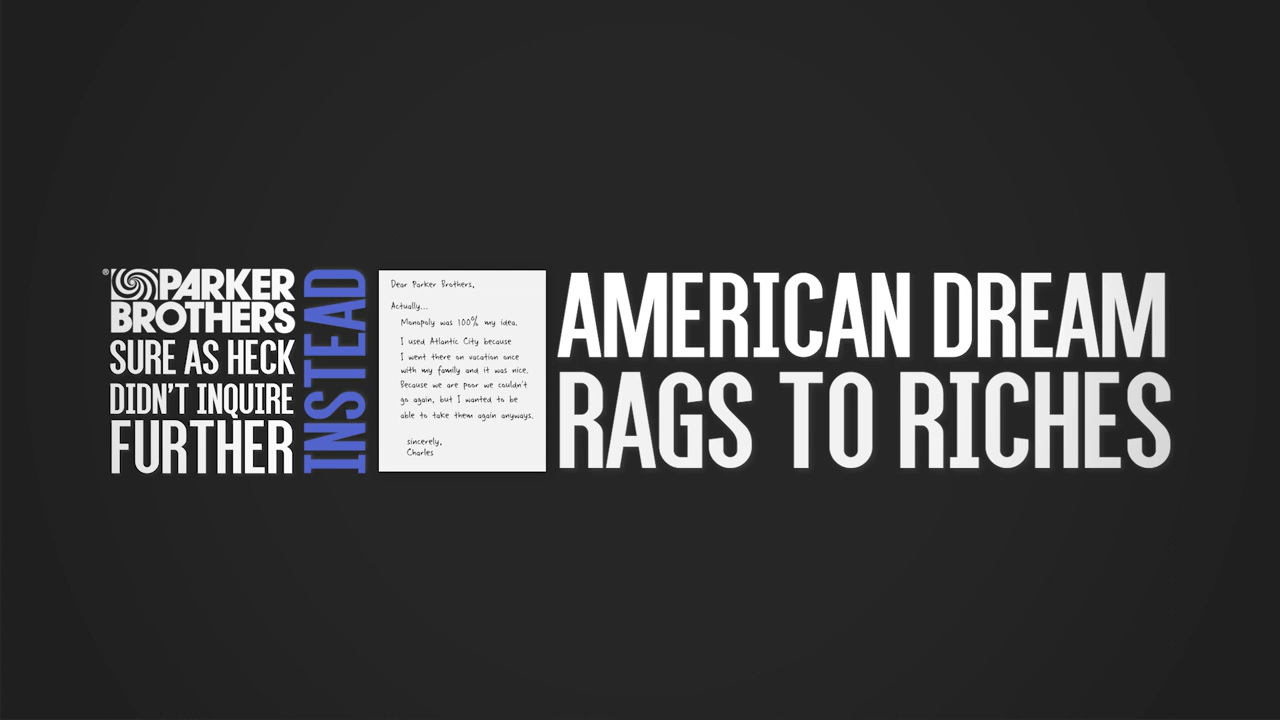 ® PARKER
BROTHERS
SURE AS HECK
DIDN'T INQUIRE
FURTHER
INSTEAD
Dear Parker Brothers,
Actually...
Monopoly was 100% my idea.
I used Atlantic City because
I went there on vacation once
with my family and it was nice.
Because we are poor we couldn't
go again, but I wanted to be
able to take them again anyways.
sincerely,
Charles
AMERICAN DREAM
RAGS TO RICHES